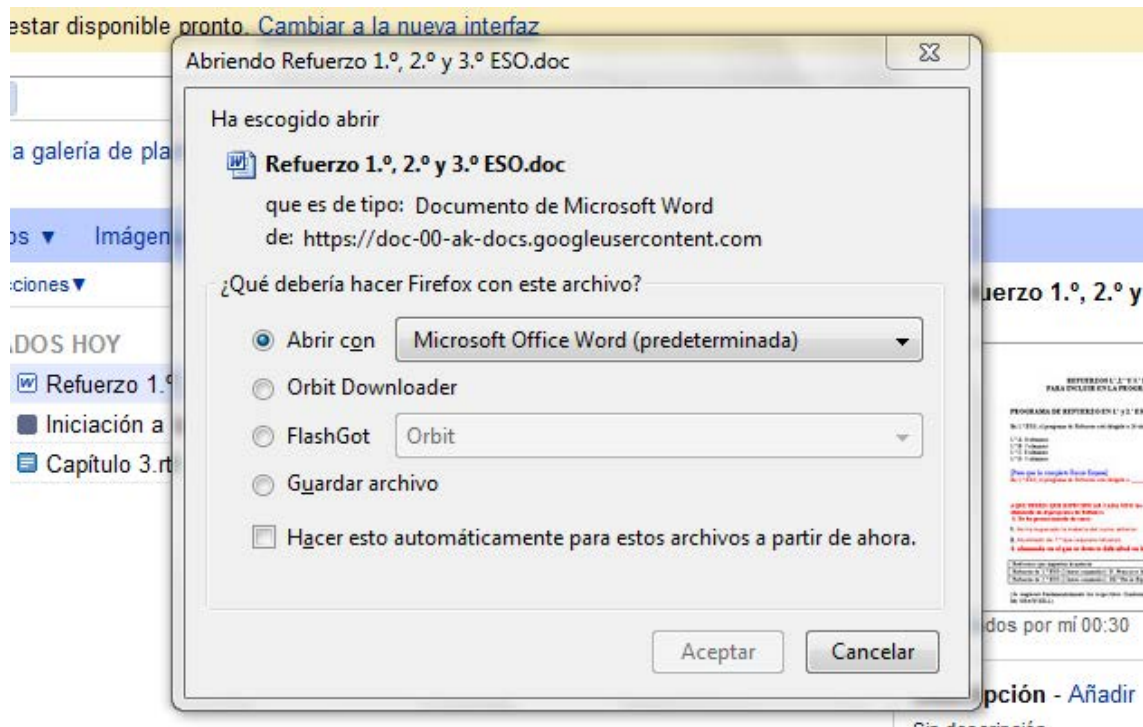 estar disponible pronto. Cambiar a la nueva interfaz
Abriendo Refuerzo 1.º, 2.º y 3.º ESO.doc
Ha escogido abrir
Refuerzo 1.º, 2.º y 3.º ESO.doc
que es de tipo: Documento de Microsoft Word
de: https://doc-00-ak-docs.googleusercontent.com
¿Qué debería hacer Firefox con este archivo?
Abrir con Microsoft Office Word (predeterminada)
Orbit Downloader
FlashGot Orbit
Guardar archivo
Hacer esto automáticamente para estos archivos a partir de ahora.
Aceptar Cancelar
a galería de pla
os ▼ Imágen
cciones▼
ADOS HOY
Refuerzo 1.º
Iniciación a
Capítulo 3.rt
uerzo 1.º, 2.º y
dos por mí 00:30
pción - Añadir